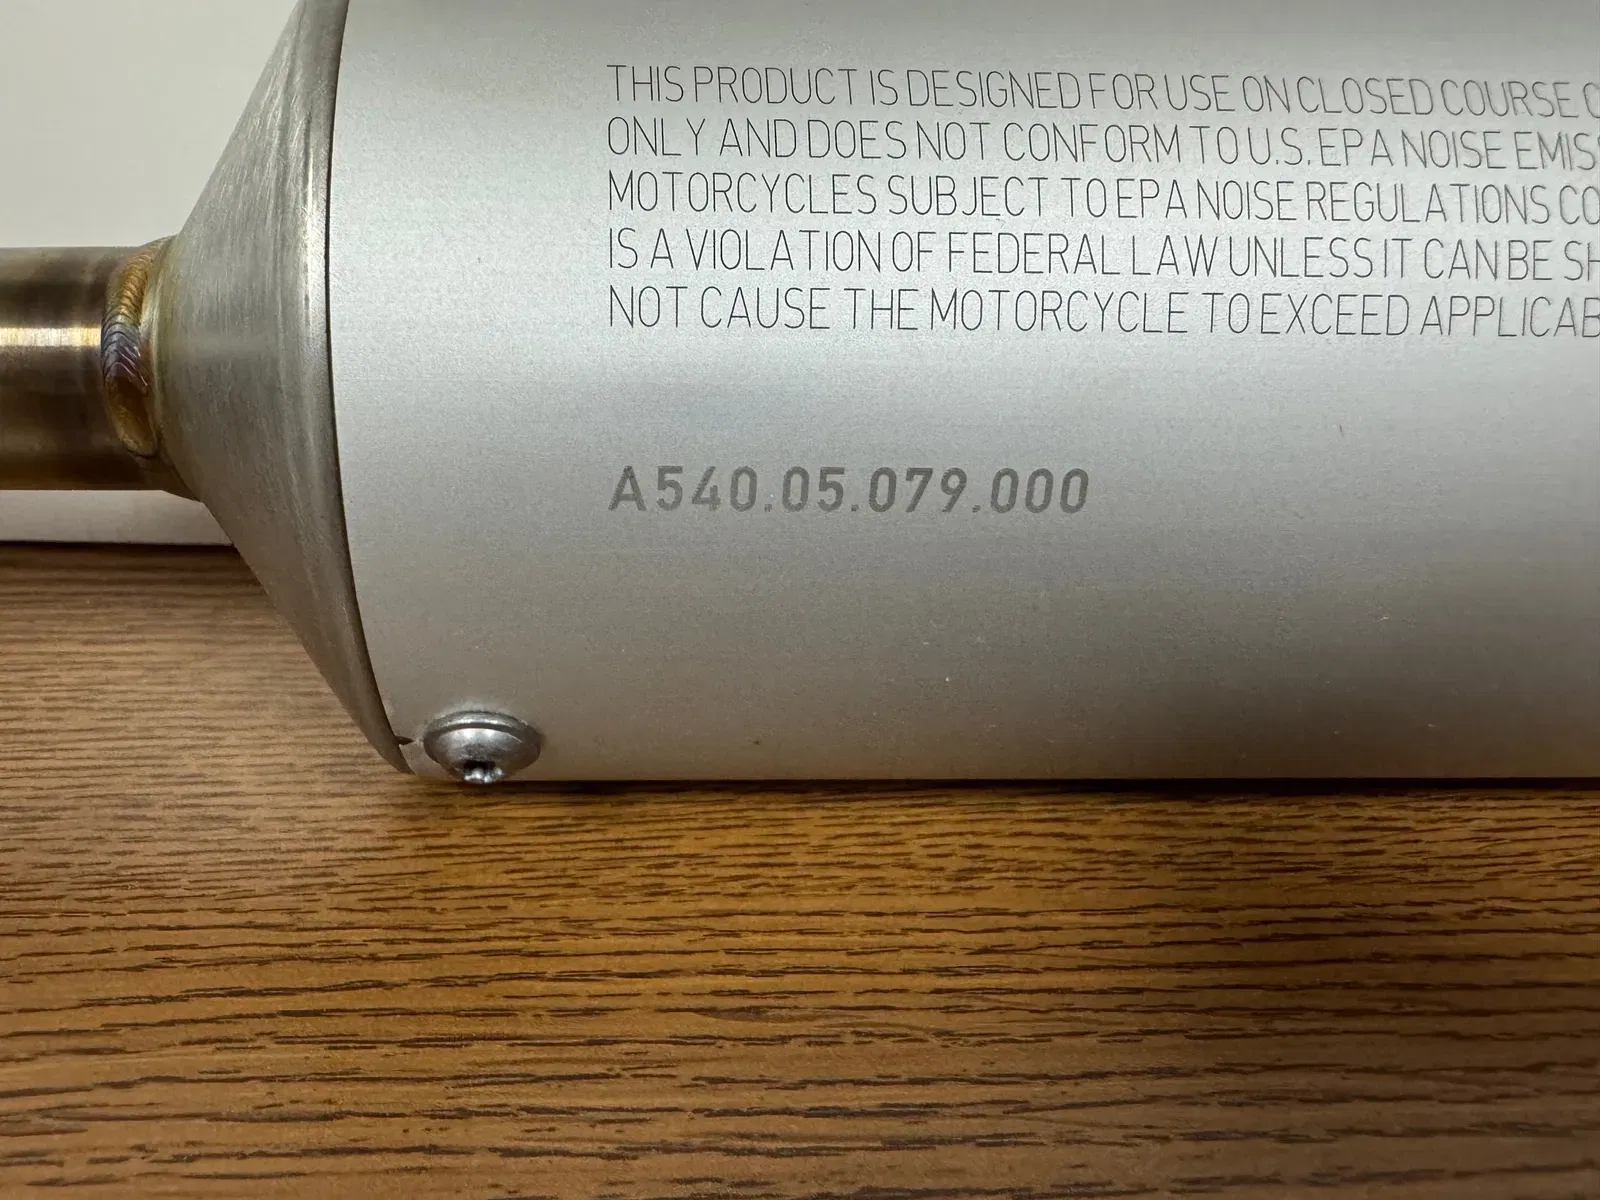 THIS PRODUCT IS DESIGNED FOR USE ON CLOSED COURSE
ONLY AND DOES NOT CONFORM TO U.S. EPA NOISE
MOTORCYCLES SUBJECT TO EPA NOISE REGULATIONS
IS A VIOLATION OF FEDERAL LAW UNLESS IT CAN BE
NOT CAUSE THE MOTORCYCLE TO EXCEED
A540.05.079.000